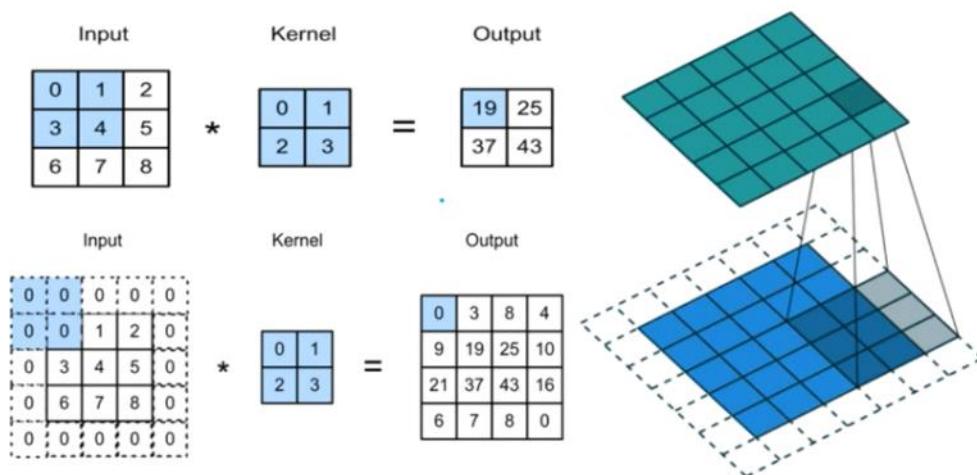 Input Kernel Output
0 1 2
3 4 5
6 7 8
*
0 1
2 3
=
19 25
37 43
Input Kernel Output
0 0 0 0 0
0 0 1 2 0
0 3 4 5 0
0 6 7 8 0
0 0 0 0 0
*
0 1
2 3
=
0 3 8 4
9 19 25 10
21 37 43 16
6 7 8 0